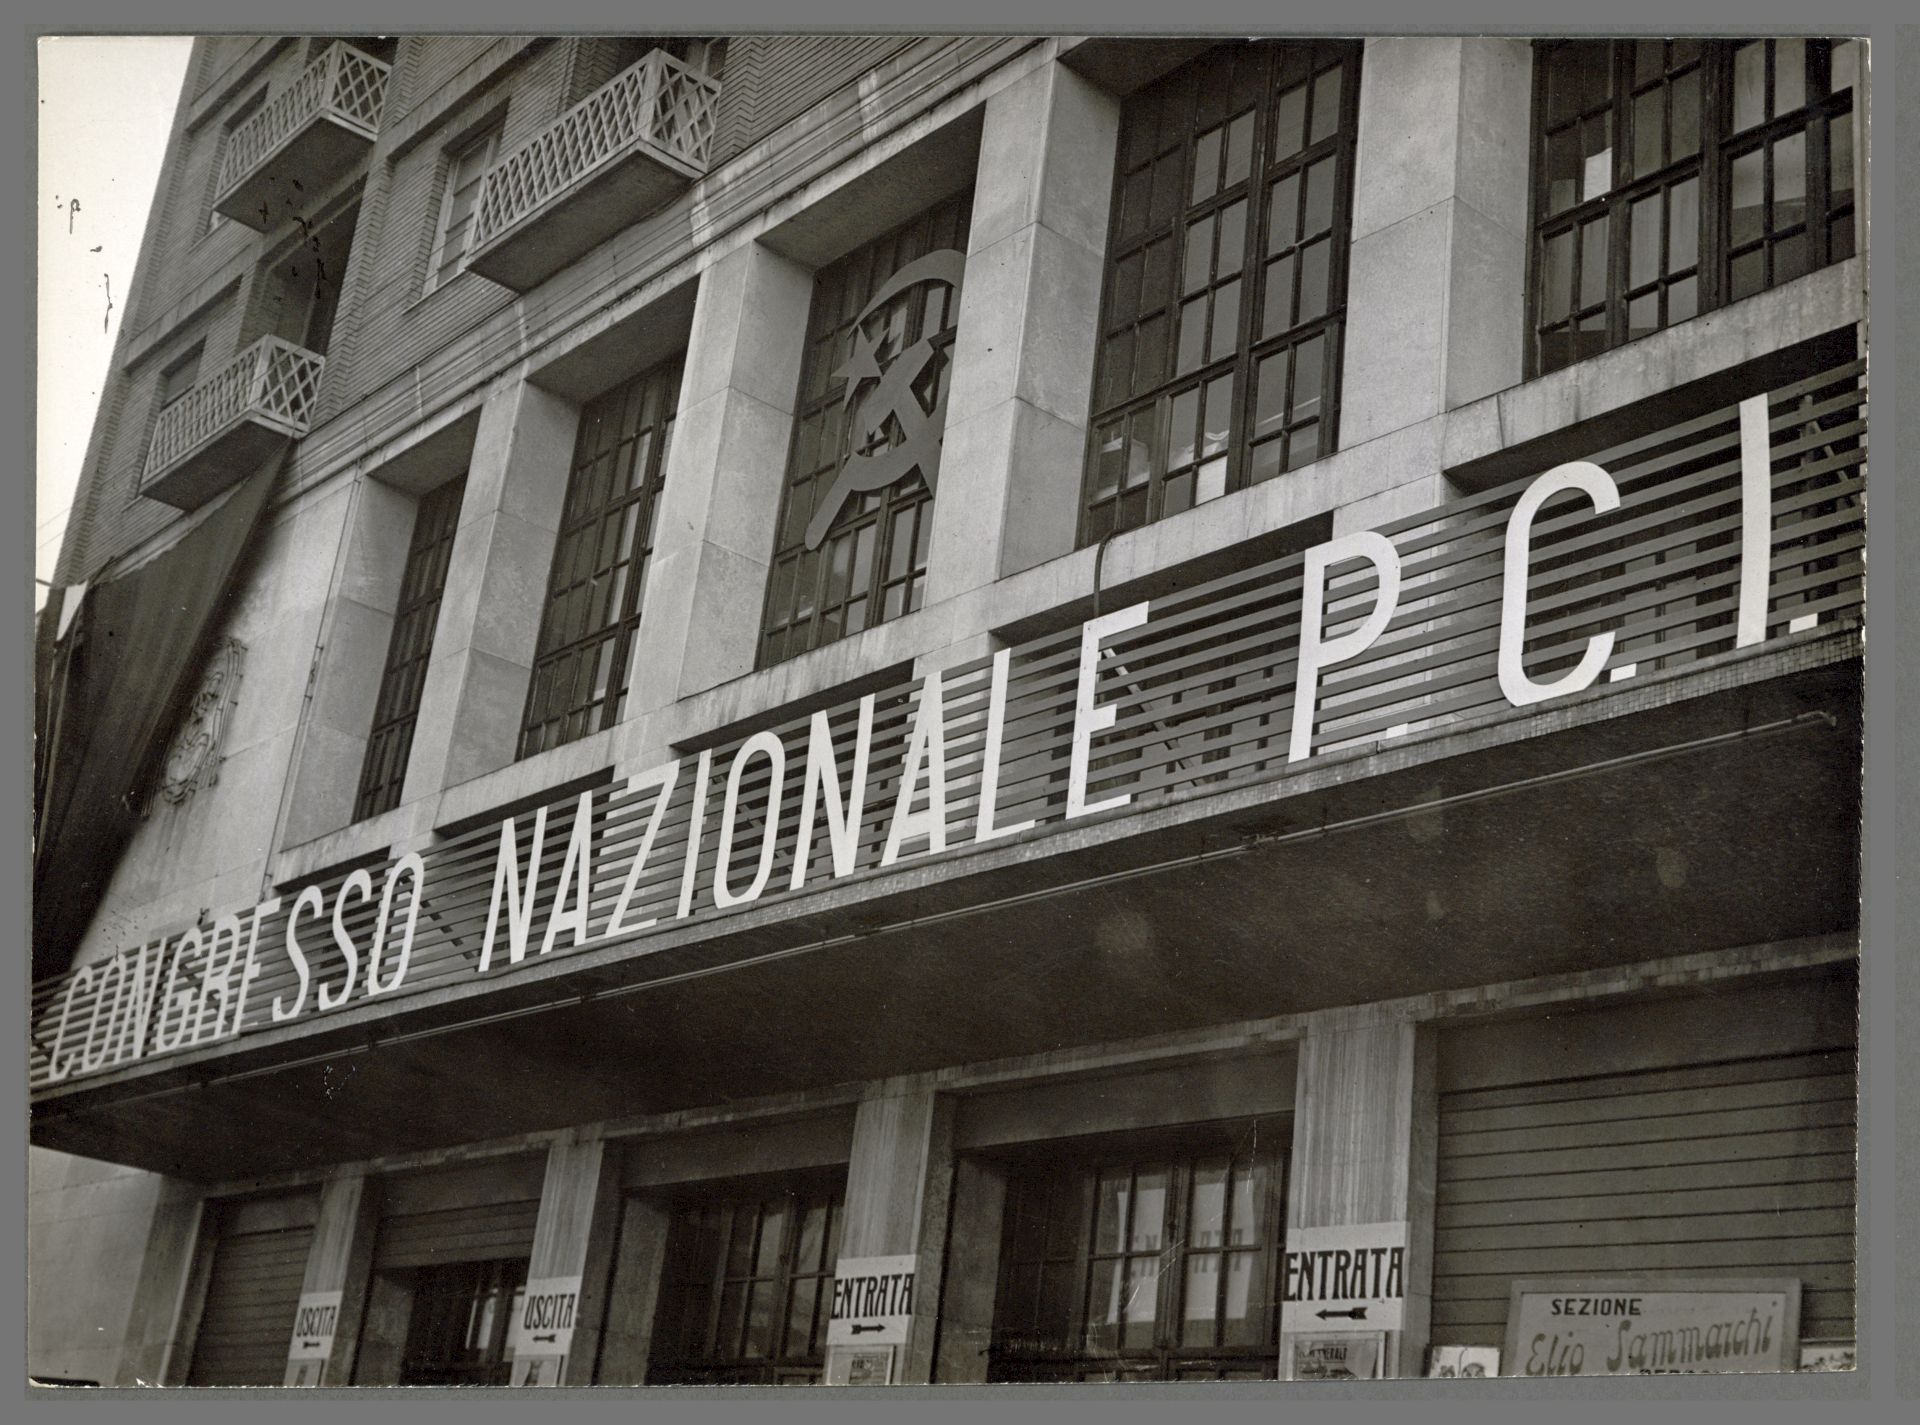 CONGRESSO NAZIONALE P.C.I.
USCITA
USCITA
ENTRATA
ENTRATA
SEZIONE
Elio Sammarchi